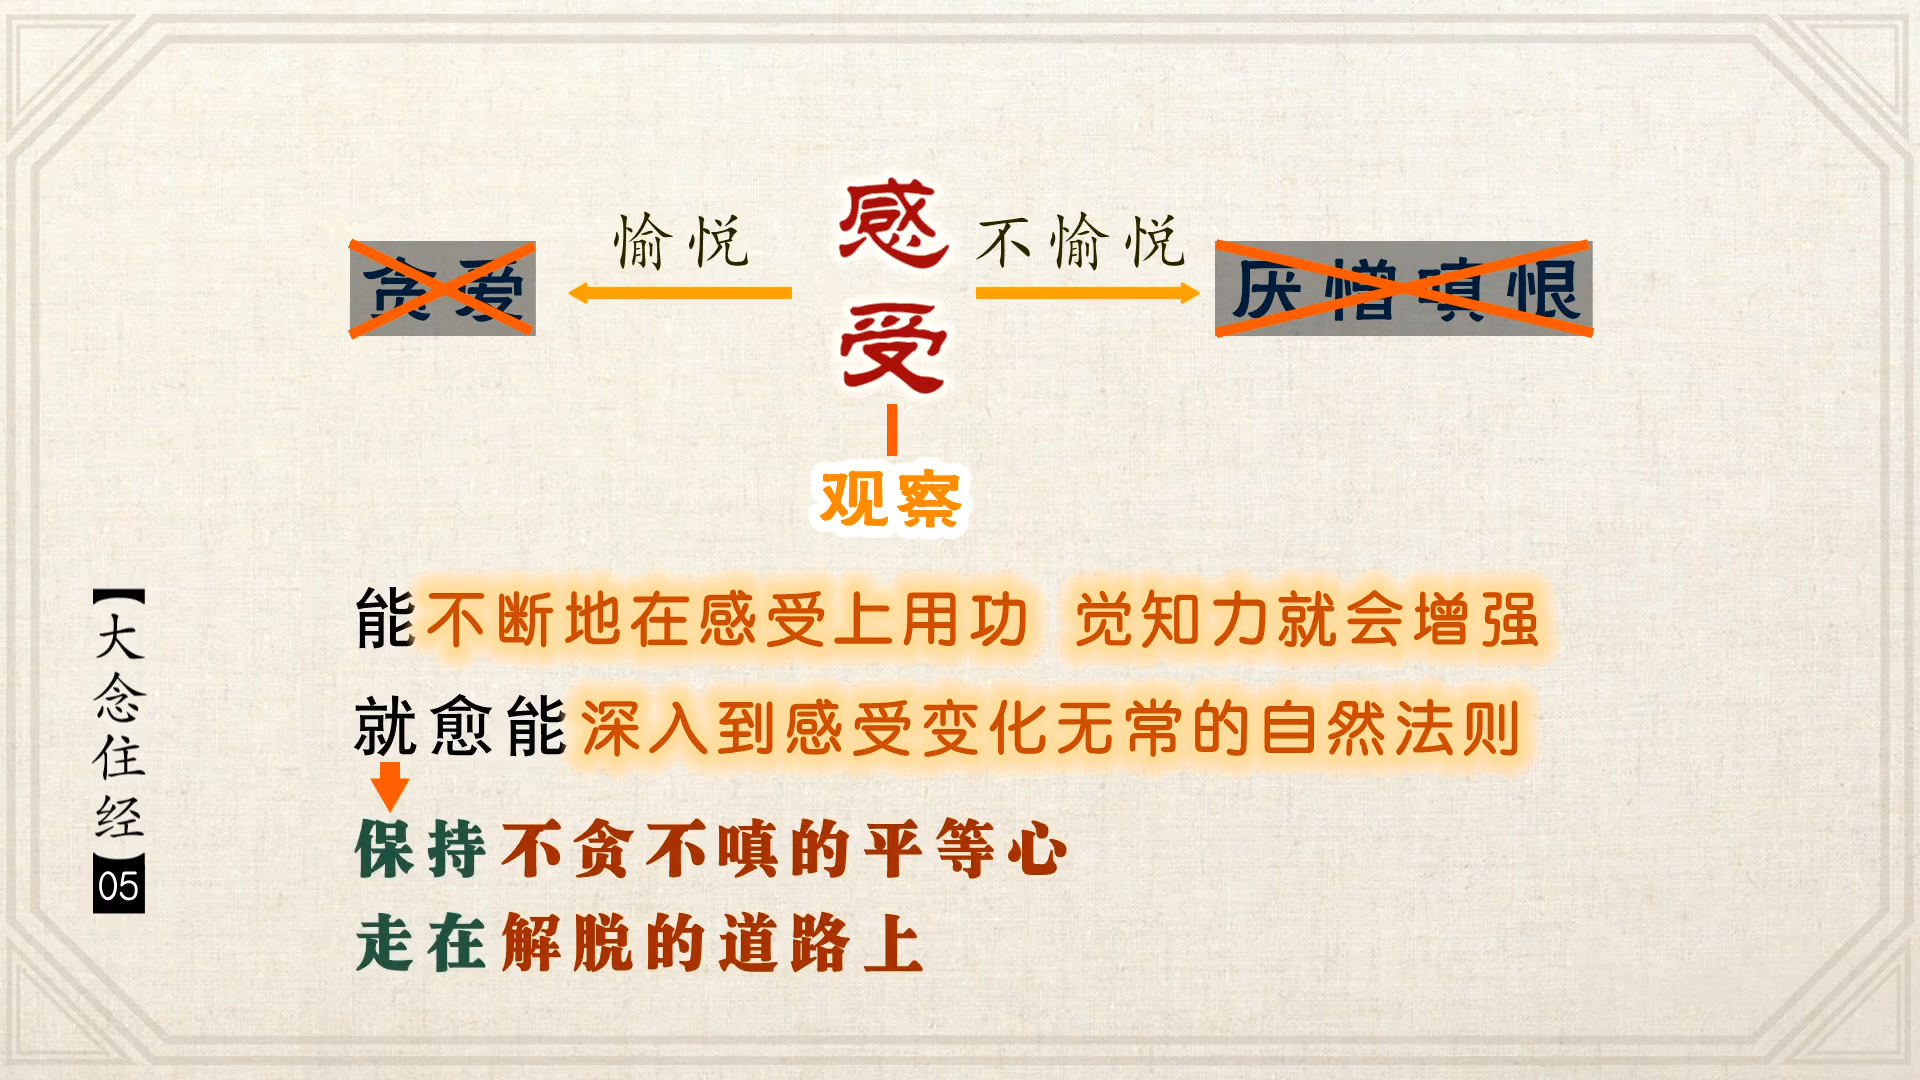 感受
愉悦
不愉悦
贪爱
厌憎嗔恨
观察
能不断地在感受上用功 觉知力就会增强
就愈能深入到感受变化无常的自然法则
保持不贪不嗔的平等心
走在解脱的道路上
【大念住经】05